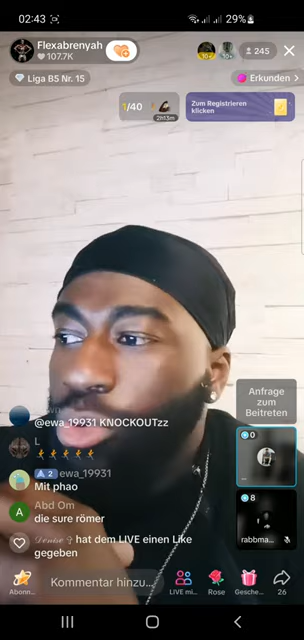 02:43
29%
Flexabrenyah
107.7K
245
Liga B5 Nr. 15
Erkunden >
1/40
2h13m
Zum Registrieren
klicken
Anfrage
zum
Beitreten
@ewa_19931 KNOCKOUTzz
0
L
2 ewa_19931
Mit phao
8
A Abd Om
die sure römer
rabbma...
Denise hat dem LIVE einen Like
gegeben
Kommentar hinzu...
Abonn... LIVE mi... Rose Gesche... 26